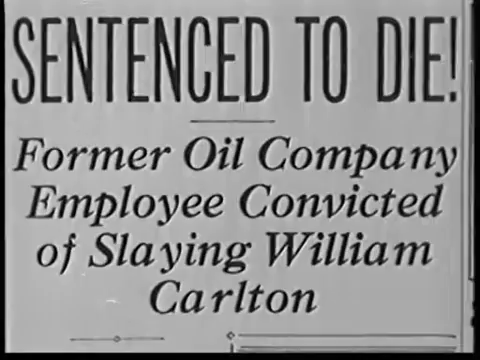 SENTENCED TO DIE!
Former Oil Company
Employee Convicted
of Slaying William
Carlton